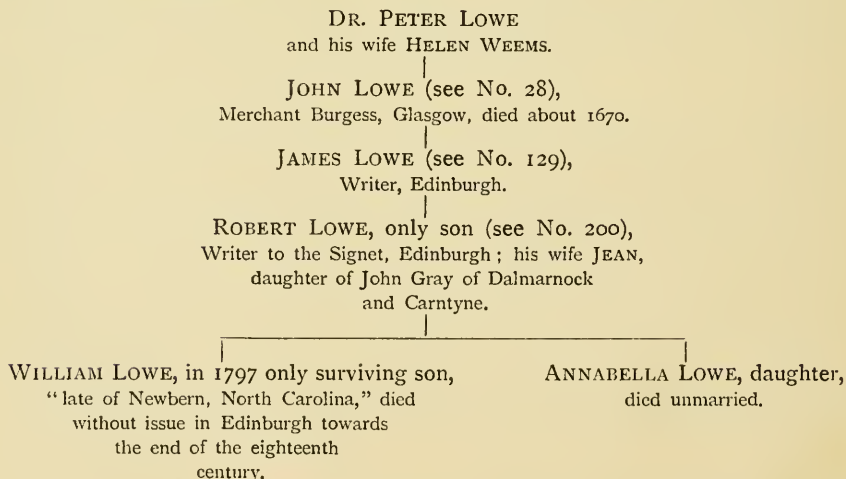 DR. PETER LOWE
and his wife HELEN WEEMS.
JOHN LOWE (see No. 28),
Merchant Burgess, Glasgow, died about 1670.
JAMES LOWE (see No. 129),
Writer, Edinburgh.
ROBERT LOWE, only son (see No. 200),
Writer to the Signet, Edinburgh ; his wife JEAN,
daughter of John Gray of Dalmarnock
and Carntyne.
WILLIAM LOWE, in 1797 only surviving son,
"late of Newbern, North Carolina," died
without issue in Edinburgh towards
the end of the eighteenth
century.
ANNABELLA LOWE, daughter,
died unmarried.